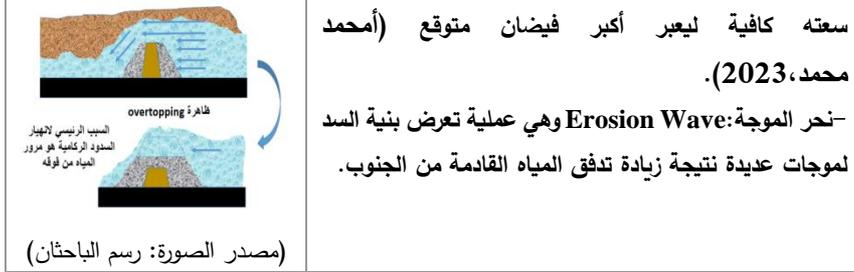 سعته كافية ليعبر أكبر فيضان متوقع (أمحمد
محمد،2023).
-نحر الموجة:Erosion Wave وهي عملية تعرض بنية السد
لموجات عديدة نتيجة زيادة تدفق المياه القادمة من الجنوب.
ظاهرة overtopping
السبب الرئيسي لانهيار
السدود الركامية هو مرور
المياه من فوقه
(مصدر الصورة: رسم الباحثان)